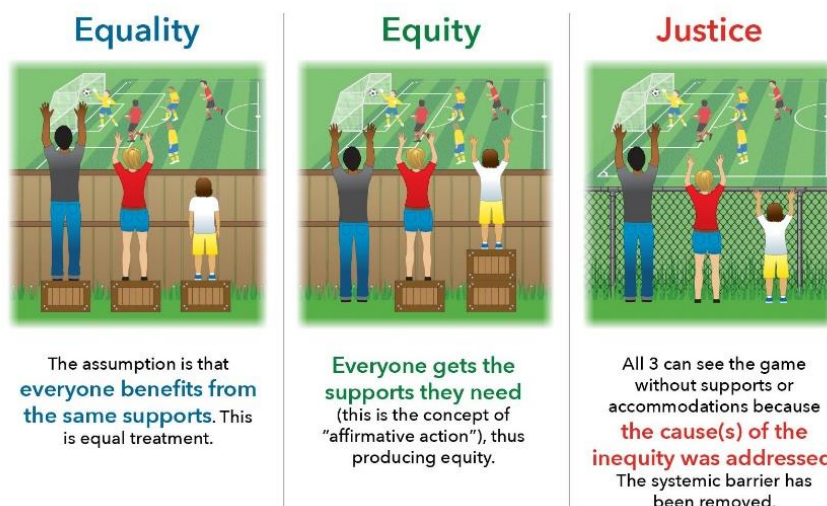 Equality
The assumption is that
everyone benefits from
the same supports. This
is equal treatment.
Equity
Everyone gets the
supports they need
(this is the concept of
"affirmative action"), thus
producing equity.
Justice
All 3 can see the game
without supports or
accommodations because
the cause(s) of the
inequity was addressed
The systemic barrier has
been removed.